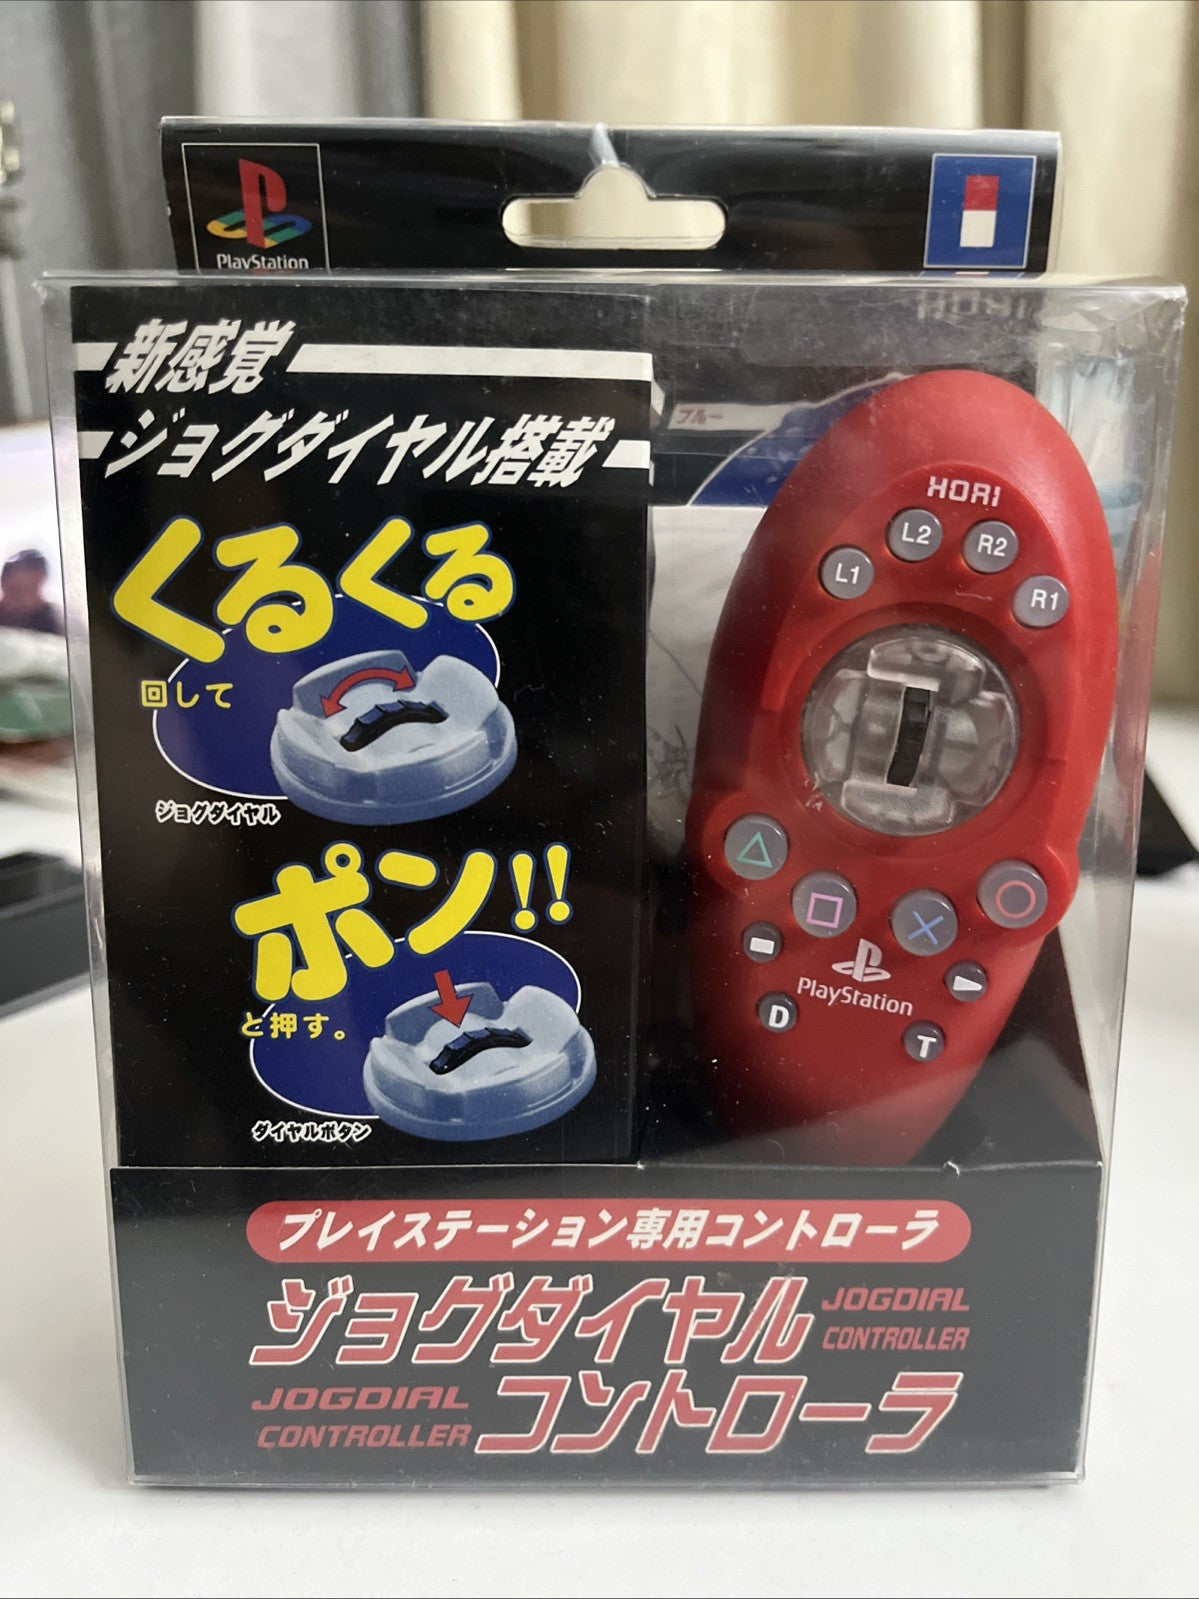 PlayStation
新感覚
ジョグダイヤル搭載
くるくる
回して
ジョグダイヤル
ポン!!
と押す。
ダイヤルボタン
ブルー
HORI
L1
L2
R2
R1
PlayStation
D
T
プレイステーション専用コントローラ
ジョグダイヤル
JOGDIAL
CONTROLLER
JOGDIAL
CONTROLLER
コントローラ